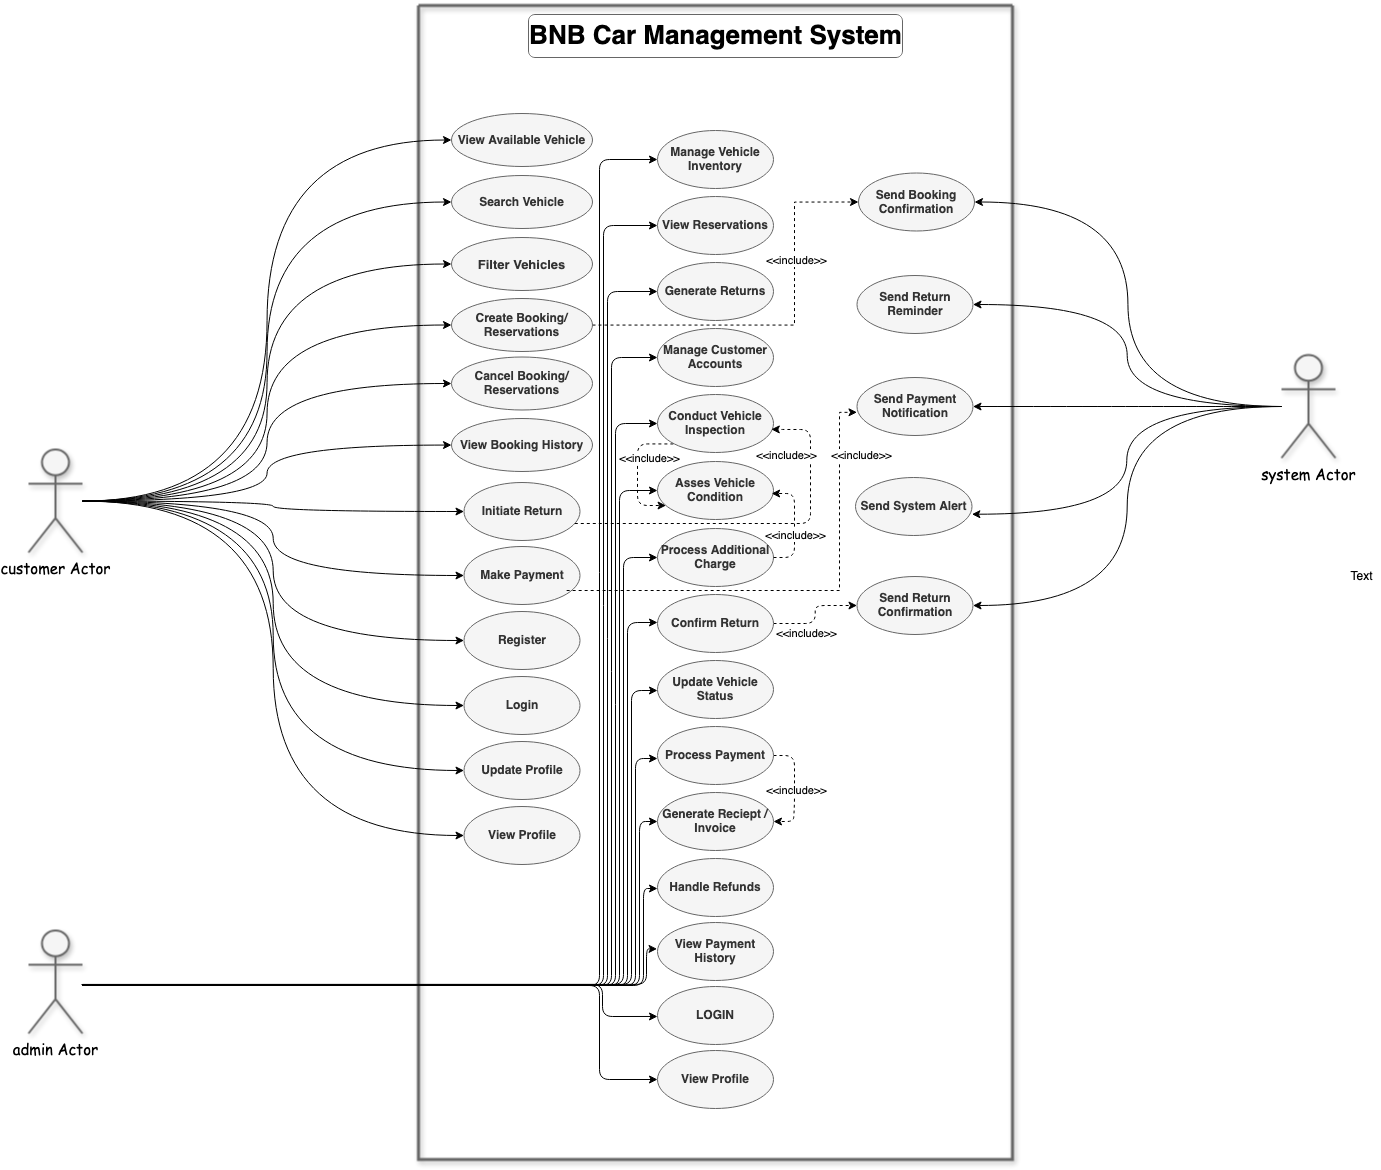 BNB Car Management System
View Available Vehicle
Search Vehicle
Filter Vehicles
Create Booking/
Reservations
Cancel Booking/
Reservations
View Booking History
Initiate Return
Make Payment
Register
Login
Update Profile
View Profile
Manage Vehicle
Inventory
View Reservations
Generate Returns
Manage Customer
Accounts
Conduct Vehicle
Inspection
<<include>>
<<include>>
Asses Vehicle
Condition
<<include>>
Process Additional
Charge
Confirm Return
<<include>>
Update Vehicle
Status
Process Payment
<<include>>
Generate Reciept /
Invoice
Handle Refunds
View Payment
History
LOGIN
View Profile
Send Booking
Confirmation
<<include>>
Send Return
Reminder
Send Payment
Notification
<<include>>
Send System Alert
Send Return
Confirmation
customer Actor
admin Actor
system Actor
Text